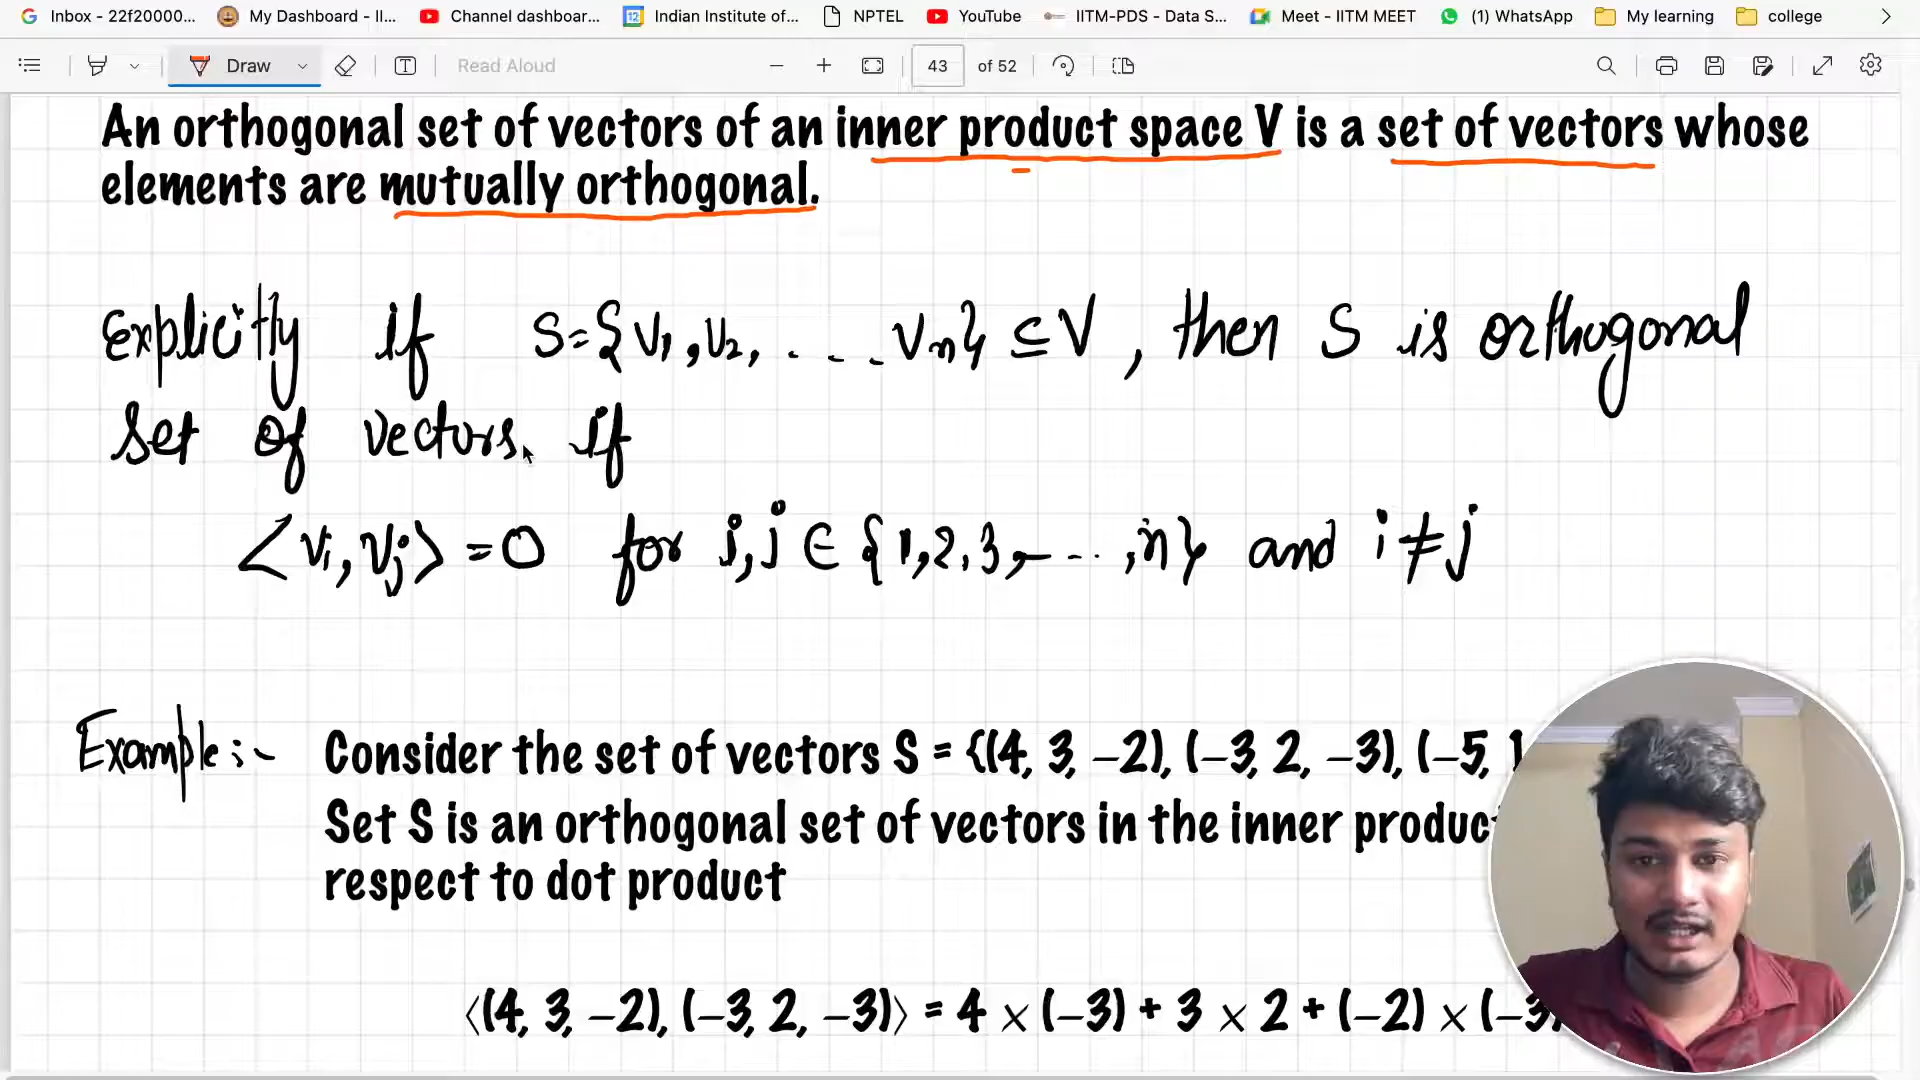 Inbox - 22f20000... My Dashboard - II... Channel dashboar... Indian Institute of... NPTEL YouTube IITM-PDS - Data S... Meet - IITM MEET (1) WhatsApp My learning college
12
Draw Read Aloud 43 of 52
An orthogonal set of vectors of an inner product space V is a set of vectors whose
elements are mutually orthogonal.
Explicitly if S={v1, v2, ....vn} ⊆ V, then S is orthogonal
set of vectors. if
⟨vi, vj⟩ = 0 for i,j ∈ {1,2,3,---,n} and i≠j
Example:- Consider the set of vectors S = {(4, 3, −2), (−3, 2, −3), (−5, 1
Set S is an orthogonal set of vectors in the inner produc
respect to dot product
⟨(4, 3, −2), (−3, 2, −3)⟩ = 4 × (−3) + 3 × 2 + (−2) × (−3